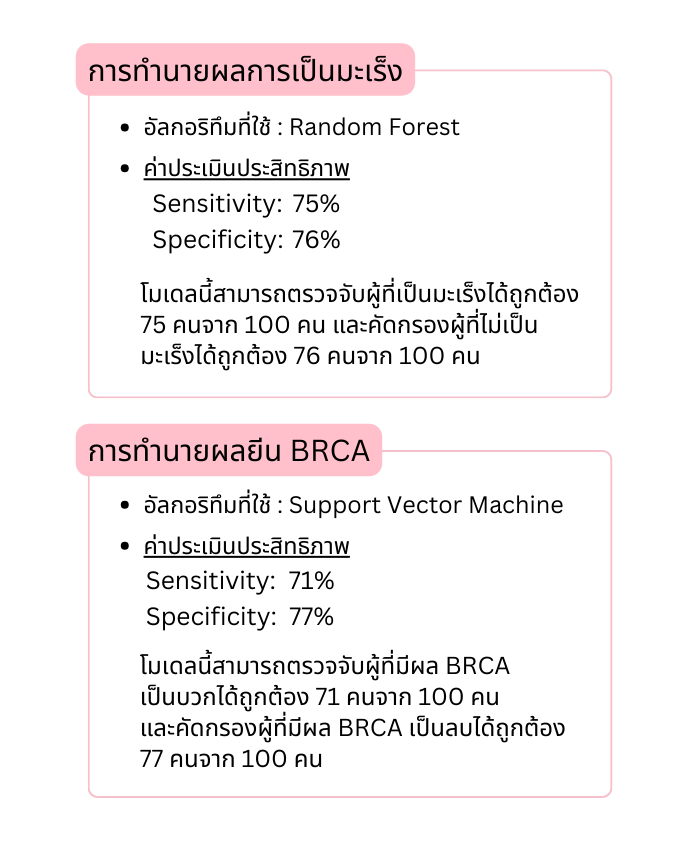 การทำนายผลการเป็นมะเร็ง
• อัลกอริทึมที่ใช้ : Random Forest
• ค่าประเมินประสิทธิภาพ
Sensitivity: 75%
Specificity: 76%
โมเดลนี้สามารถตรวจจับผู้ที่เป็นมะเร็งได้ถูกต้อง
75 คนจาก 100 คน และคัดกรองผู้ที่ไม่เป็น
มะเร็งได้ถูกต้อง 76 คนจาก 100 คน
การทำนายผลยีน BRCA
• อัลกอริทึมที่ใช้ : Support Vector Machine
• ค่าประเมินประสิทธิภาพ
Sensitivity: 71%
Specificity: 77%
โมเดลนี้สามารถตรวจจับผู้ที่มีผล BRCA
เป็นบวกได้ถูกต้อง 71 คนจาก 100 คน
และคัดกรองผู้ที่มีผล BRCA เป็นลบได้ถูกต้อง
77 คนจาก 100 คน